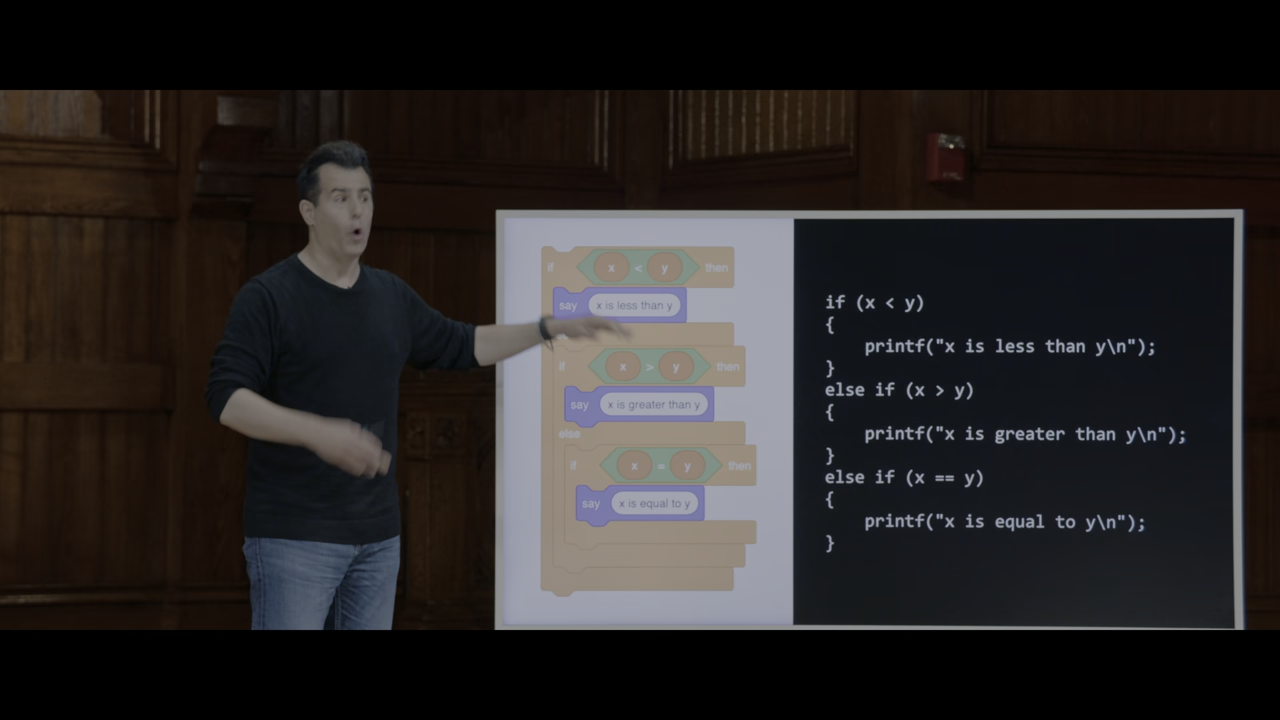 if x < y then
say x is less than y
if x > y then
say x is greater than y
else
if x = y then
say x is equal to y
if (x < y)
{
printf("x is less than y\n");
}
else if (x > y)
{
printf("x is greater than y\n");
}
else if (x == y)
{
printf("x is equal to y\n");
}